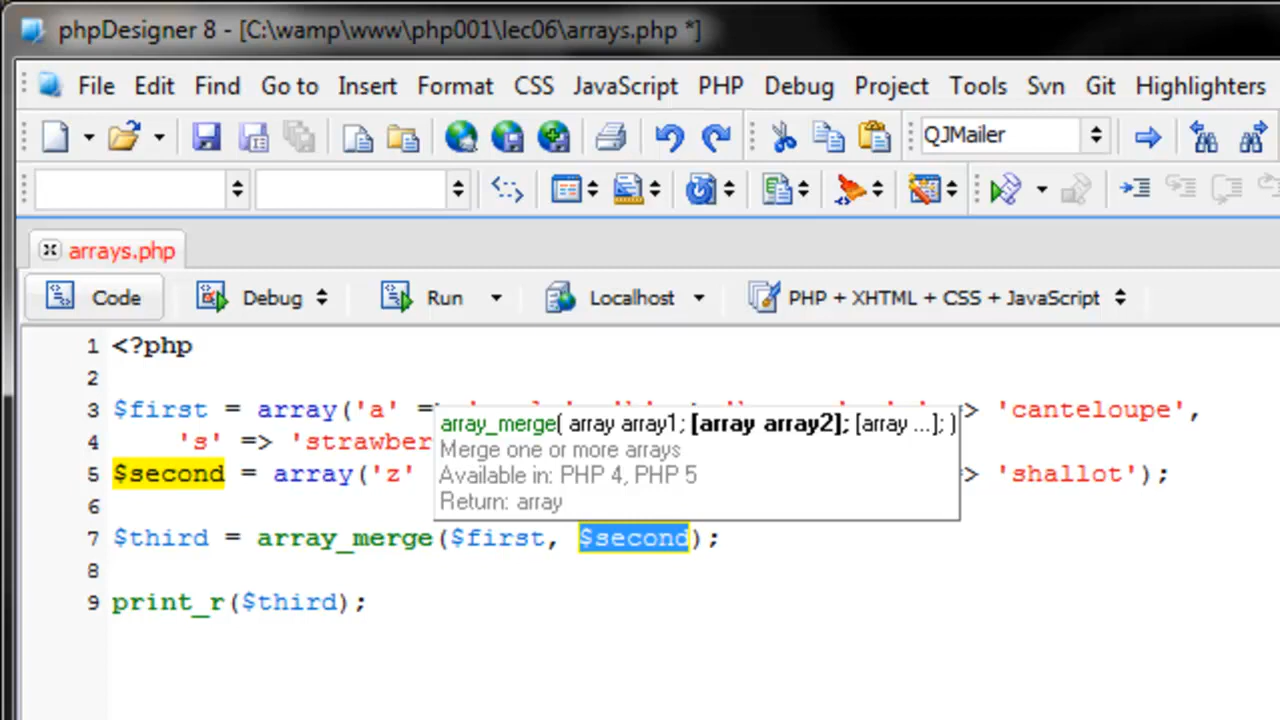 phpDesigner 8 - [C:\wamp\www\php001\lec06\arrays.php *]
File Edit Find Go to Insert Format CSS JavaScript PHP Debug Project Tools Svn Git Highlighters
QJMailer
arrays.php
Code Debug Run Localhost PHP + XHTML + CSS + JavaScript
1 <?php
2
3 $first = array('a' => 'canteloupe',
array_merge( array array1; [array array2]; [array ...]; )
4 's' => 'strawber
Merge one or more arrays
5 $second = array('z' => 'shallot');
Available in: PHP 4, PHP 5
Return: array
6
7 $third = array_merge($first, $second);
8
9 print_r($third);